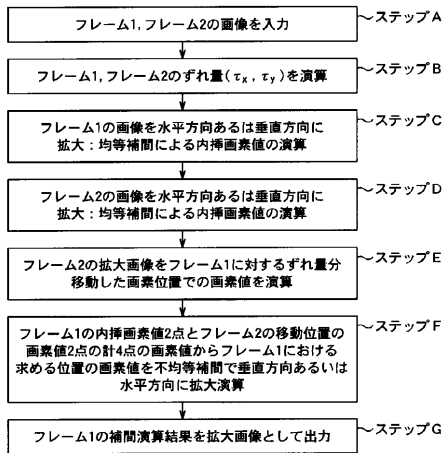 フレーム1,フレーム2の画像を入力
ステップA
フレーム1,フレーム2のずれ量(τx,τy)を演算
ステップB
フレーム1の画像を水平方向あるいは垂直方向に
拡大：均等補間による内挿画素値の演算
ステップC
フレーム2の画像を水平方向あるいは垂直方向に
拡大：均等補間による内挿画素値の演算
ステップD
フレーム2の拡大画像をフレーム1に対するずれ量分
移動した画素位置での画素値を演算
ステップE
フレーム1の内挿画素値2点とフレーム2の移動位置の
画素値2点の計4点の画素値からフレーム1における
求める位置の画素値を不均等補間で垂直方向あるいは
水平方向に拡大演算
ステップF
フレーム1の補間演算結果を拡大画像として出力
ステップG